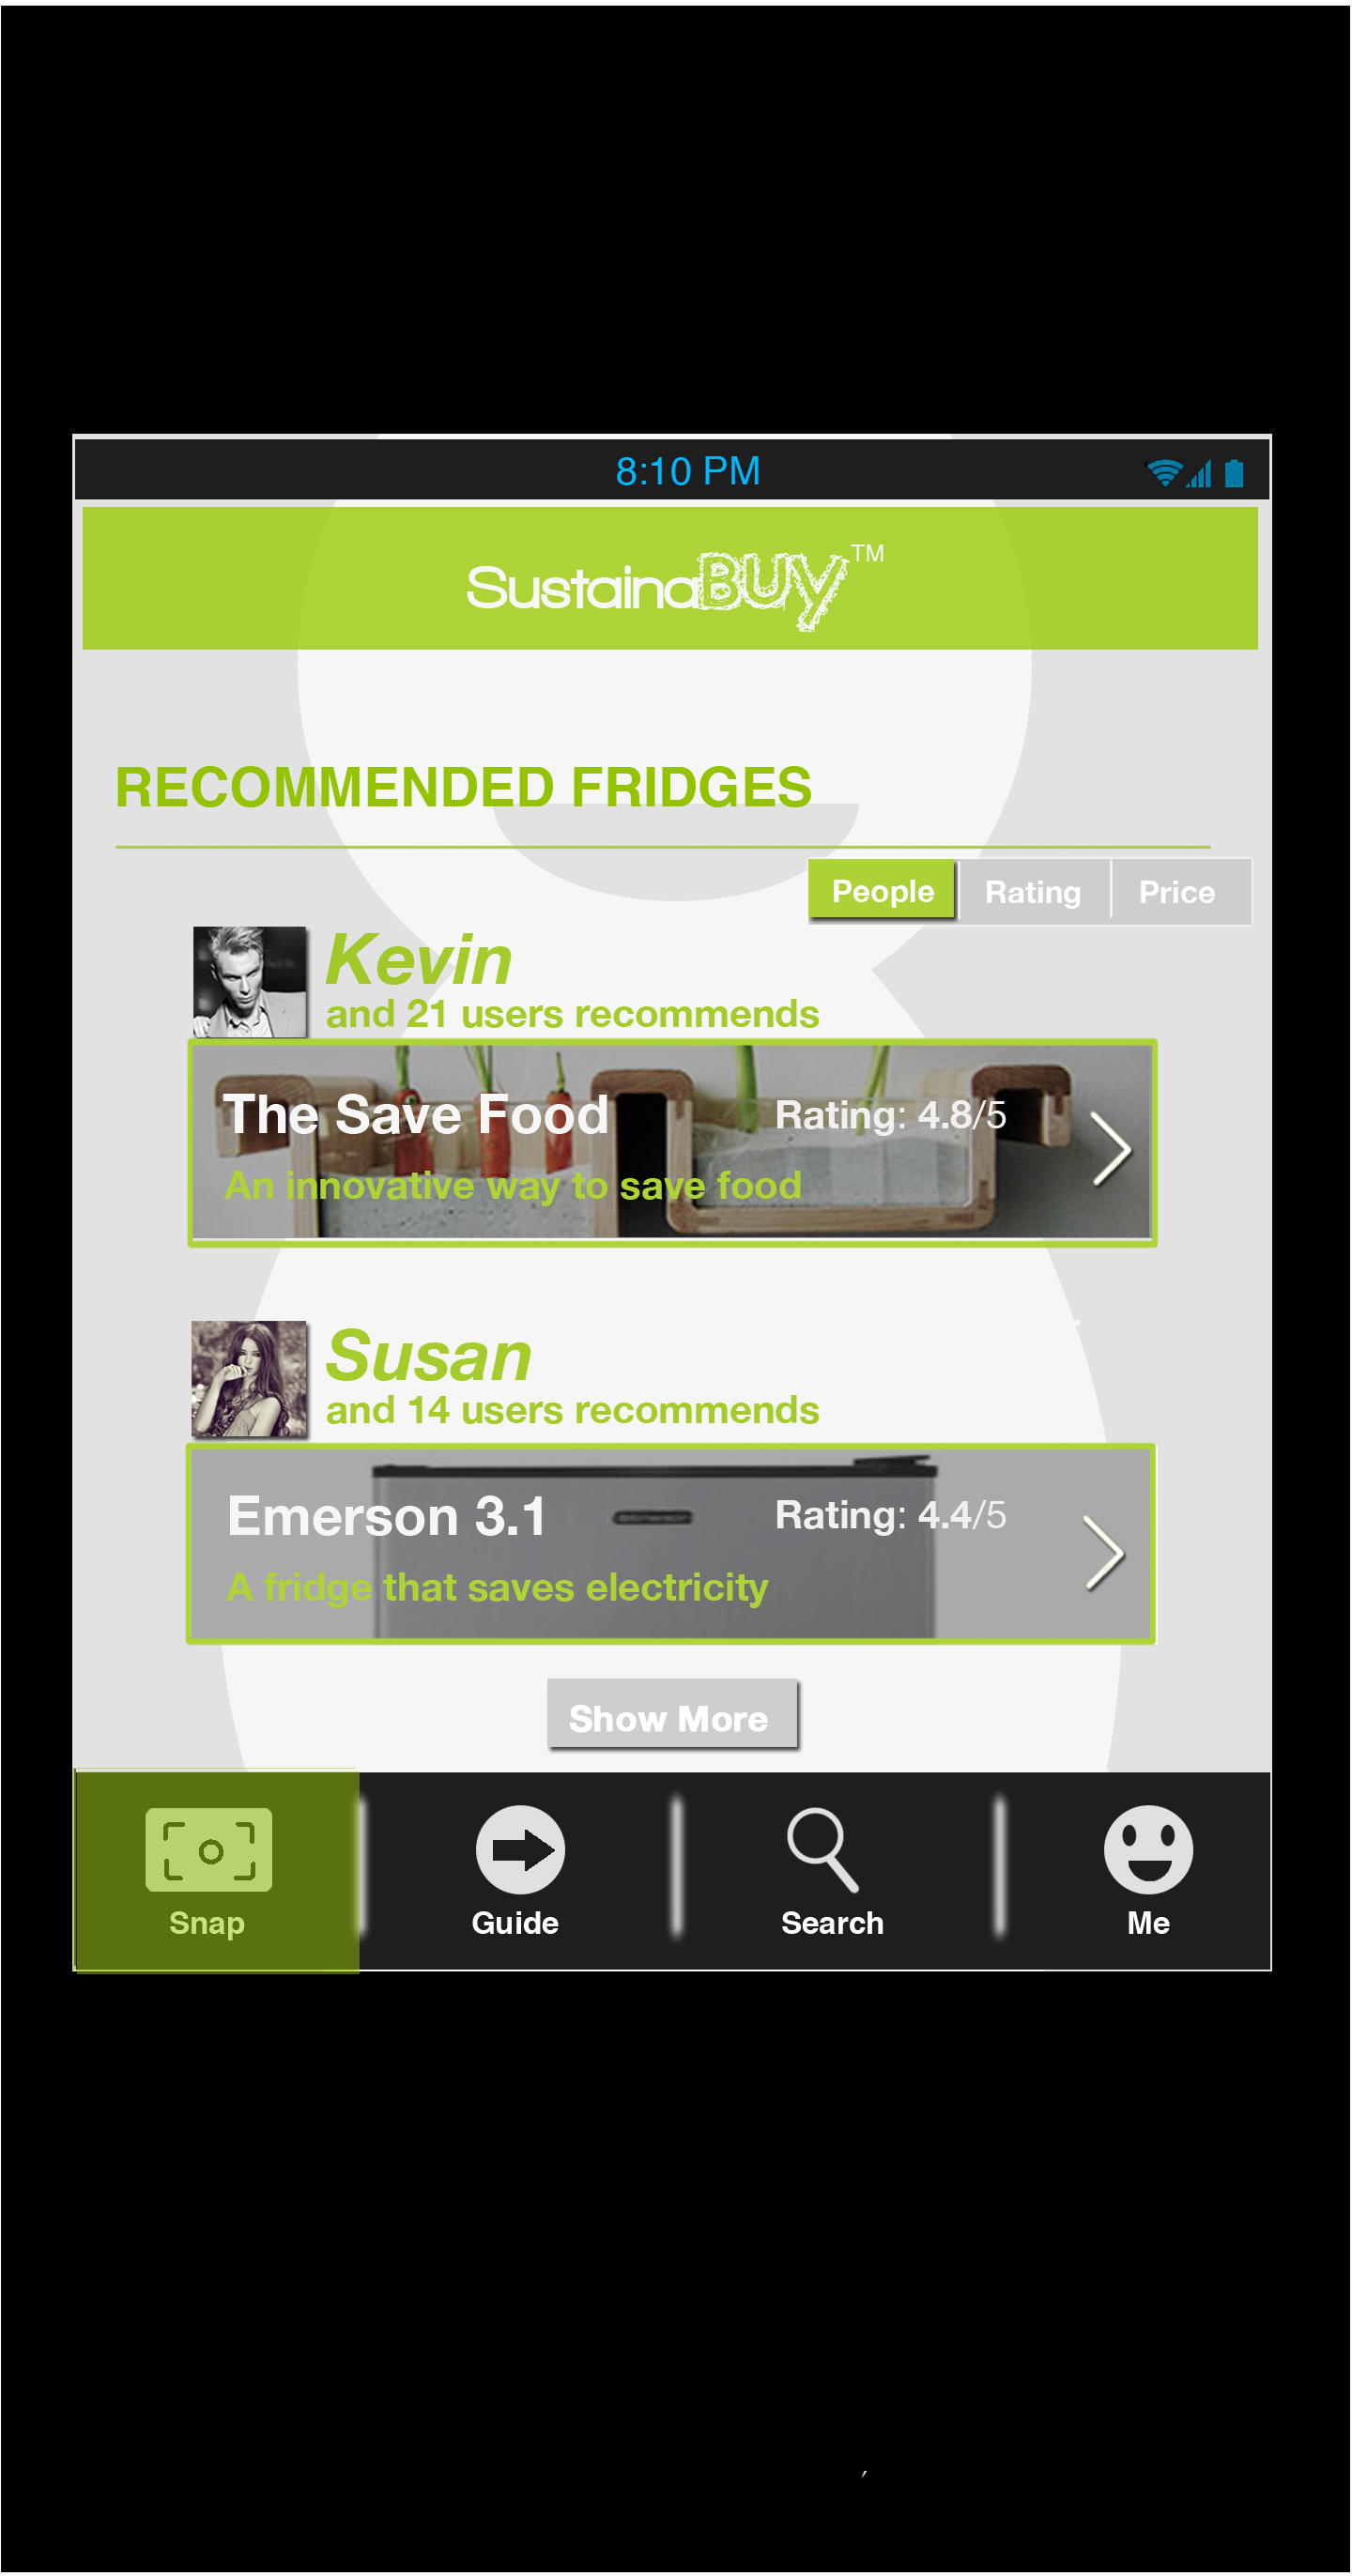 8:10 PM
SustainaBUY™
RECOMMENDED FRIDGES
People Rating Price
Kevin
and 21 users recommends
The Save Food Rating: 4.8/5
An innovative way to save food
Susan
and 14 users recommends
Emerson 3.1 Rating: 4.4/5
A fridge that saves electricity
Show More
Snap Guide Search Me